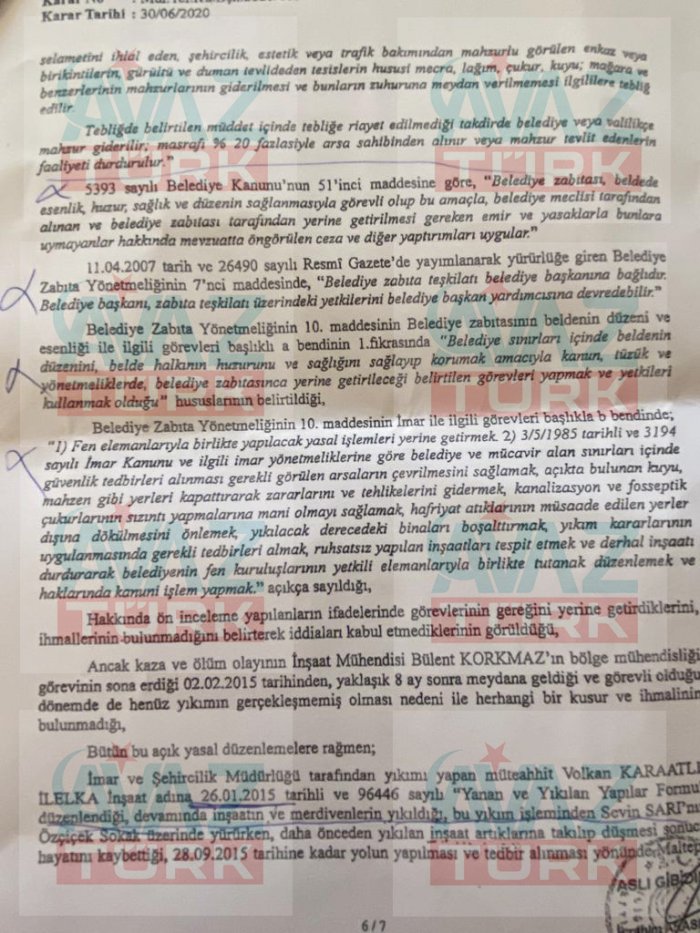 Karar Tarihi : 30/06/2020
selametini ihlal eden, şehircilik, estetik veya trafik bakımından mahzurlu görülen enkaz veya
birikintilerin, gürültü ve duman tevlideden tesislerin hususi mecra, lağım, çukur, kuyu; mağara ve
benzerlerinin mahzurlarının giderilmesi ve bunların zuhuruna meydan verilmemesi ilgililere tebliğ
edilir.
Tebliğde belirtilen müddet içinde tebliğe riayet edilmediği takdirde belediye veya valilikçe
mahzur giderilir; masrafı % 20 fazlasiyle arsa sahibinden alınır veya mahzur tevlit edenlerin
faaliyeti durdurulur.”
5393 sayılı Belediye Kanunu’nun 51’inci maddesine göre, “Belediye zabıtası, beldede
esenlik, huzur, sağlık ve düzenin sağlanmasıyla görevli olup bu amaçla, belediye meclisi tarafından
alınan ve belediye zabıtası tarafından yerine getirilmesi gereken emir ve yasaklarla bunlara
uymayanlar hakkında mevzuatta öngörülen ceza ve diğer yaptırımları uygular.”
11.04.2007 tarih ve 26490 sayılı Resmî Gazete’de yayımlanarak yürürlüğe giren Belediye
Zabıta Yönetmeliğinin 7’nci maddesinde, “Belediye zabıta teşkilatı belediye başkanına bağlıdır.
Belediye başkanı, zabıta teşkilatı üzerindeki yetkilerini belediye başkan yardımcısına devredebilir.”
Belediye Zabıta Yönetmeliğinin 10. maddesinin Belediye zabıtasının beldenin düzeni ve
esenliği ile ilgili görevleri başlıklı a bendinin 1.fıkrasında “Belediye sınırları içinde beldenin
düzenini, belde halkının huzurunu ve sağlığını sağlayıp korumak amacıyla kanun, tüzük ve
yönetmeliklerde, belediye zabıtasınca yerine getirileceği belirtilen görevleri yapmak ve yetkileri
kullanmak olduğu” hususlarının belirtildiği,
Belediye Zabıta Yönetmeliğinin 10. maddesinin İmar ile ilgili görevleri başlıkla b bendinde;
“1) Fen elemanlarıyla birlikte yapılacak yasal işlemleri yerine getirmek. 2) 3/5/1985 tarihli ve 3194
sayılı İmar Kanunu ve ilgili imar yönetmeliklerine göre belediye ve mücavir alan sınırları içinde
güvenlik tedbirleri alınması gerekli görülen arsaların çevrilmesini sağlamak, açıkta bulunan kuyu,
mahzen gibi yerleri kapattırarak zararlarını ve tehlikelerini gidermek, kanalizasyon ve fosseptik
çukurlarının sızıntı yapmalarına mani olmayı sağlamak, hafriyat atıklarının müsaade edilen yerler
dışına dökülmesini önlemek, yıkılacak derecedeki binaları boşalttırmak, yıkım kararlarının
uygulanmasında gerekli tedbirleri almak, ruhsatsız yapılan inşaatları tespit etmek ve derhal inşaatı
durdurarak belediyenin fen kuruluşlarının yetkili elemanlarıyla birlikte tutanak düzenlemek ve
haklarında kanuni işlem yapmak.” açıkça sayıldığı,
Hakkında ön inceleme yapılanların ifadelerinde görevlerinin gereğini yerine getirdiklerini,
ihmallerinin bulunmadığını belirterek iddiaları kabul etmediklerinin görüldüğü,
Ancak kaza ve ölüm olayının İnşaat Mühendisi Bülent KORKMAZ’ın bölge mühendisliği
görevinin sona erdiği 02.02.2015 tarihinden, yaklaşık 8 ay sonra meydana geldiği ve görevli olduğu
dönemde de henüz yıkımın gerçekleşmemiş olması nedeni ile herhangi bir kusur ve ihmalinin
bulunmadığı,
Bütün bu açık yasal düzenlemelere rağmen;
İmar ve Şehircilik Müdürlüğü tarafından yıkımı yapan müteahhit Volkan KARAATLI
İLELKA İnşaat adına 26.01.2015 tarihli ve 96446 sayılı “Yanan ve Yıkılan Yapılar Formu
düzenlendiği, devamında inşaatın ve merdivenlerin yıkıldığı, bu yıkım işleminden Sevin SARI’nın
Özçiçek Sokak üzerinde yürürken, daha önceden yıkılan inşaat artıklarına takılıp düşmesi sonuc
hayatını kaybettiği, 28.09.2015 tarihine kadar yolun yapılması ve tedbir alınması yönünde Maltep
ASLI GİBİDİR
6/7
AVAZ
TÜRK